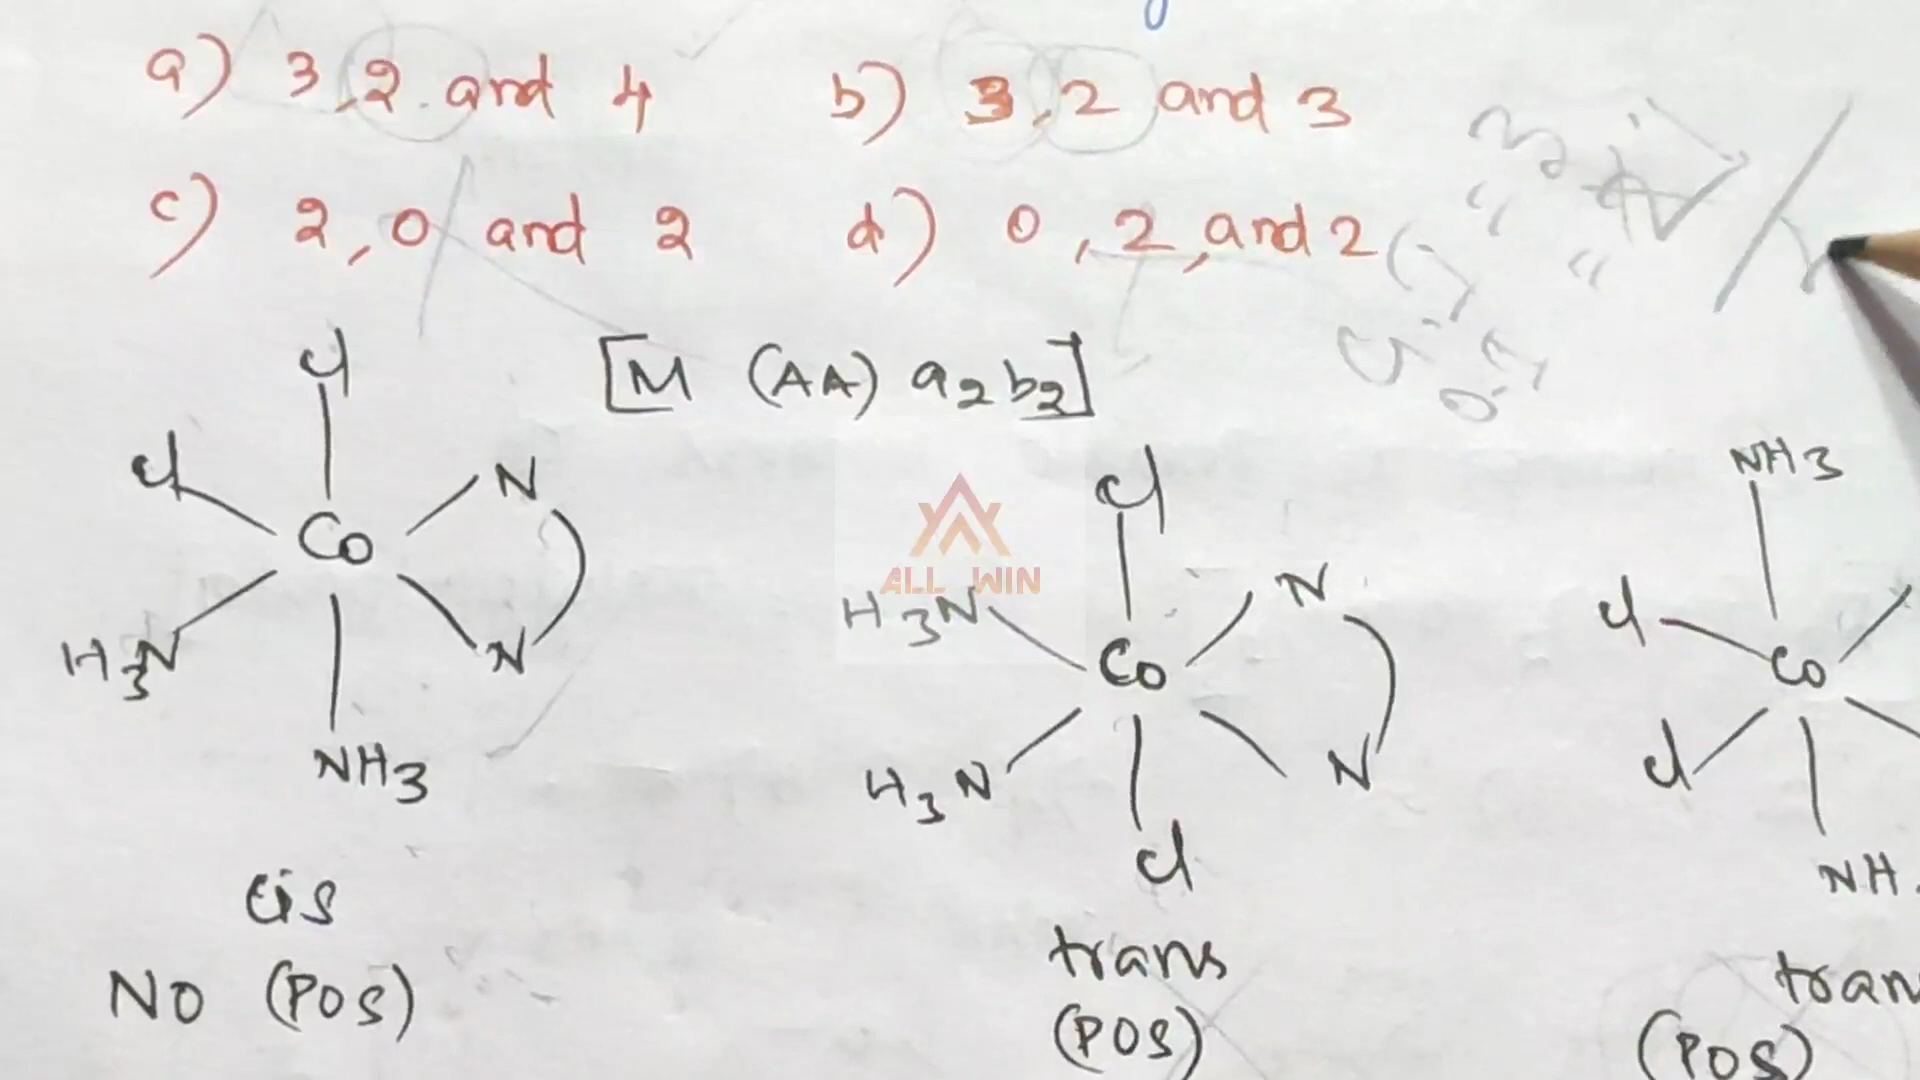 a) 3, 2 and 4
b) 3, 2 and 3
c) 2, 0 and 2
d) 0, 2, and 2
[M (AA) a2b2]
Cl
Cl
Co
N
N
H3N
NH3
cis
No (POS)
Cl
H3N
Co
N
N
H3N
Cl
trans
(POS)
NH3
Cl
Co
Cl
NH
tran
(POS)
ALL WIN